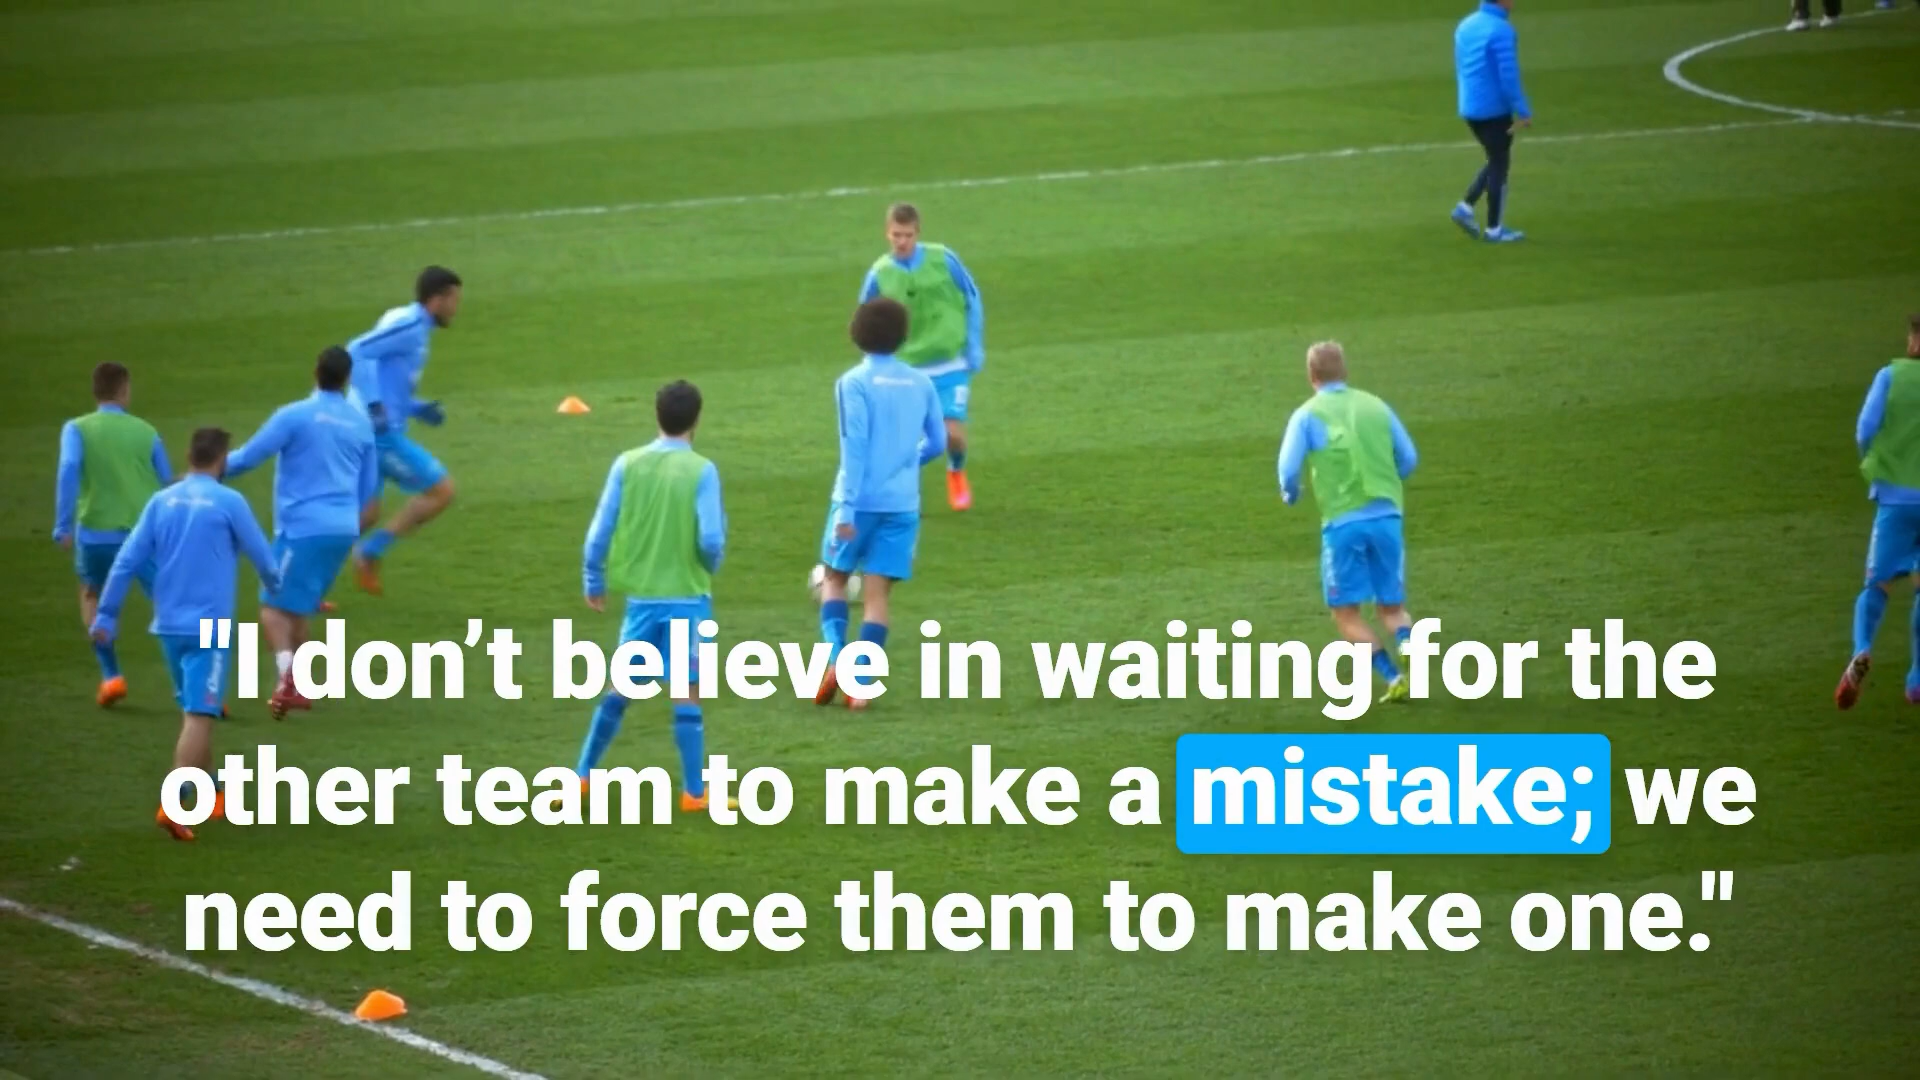 "I don’t believe in waiting for the
other team to make a mistake; we
need to force them to make one."